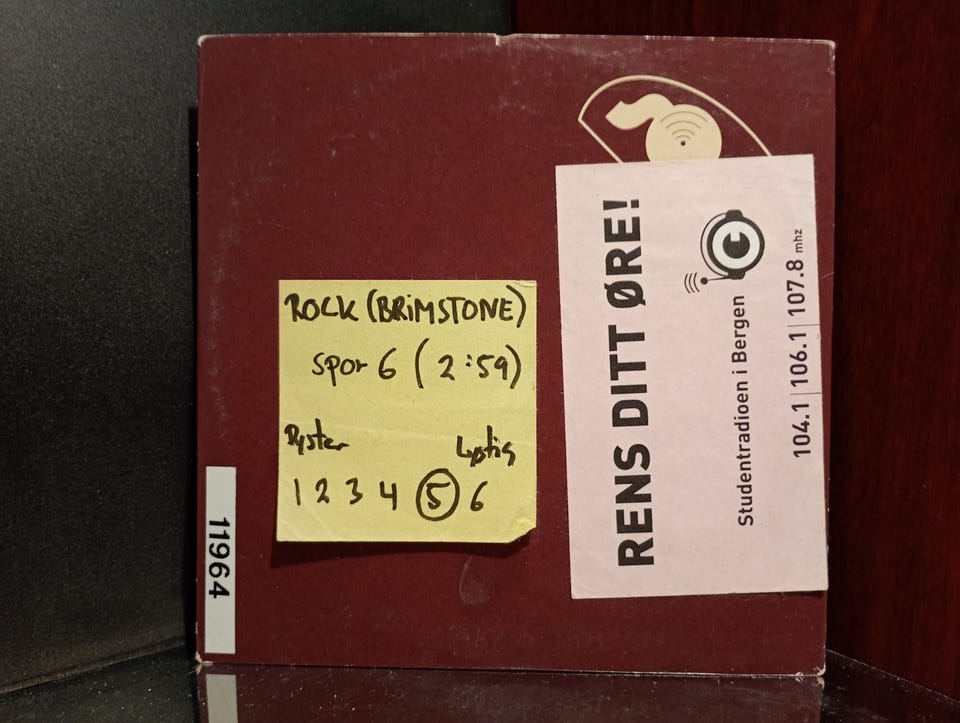 ROCK (BRiMSTONE)
Spor 6 (2:59)
Dyster Lystig
1 2 3 4 5 6
RENS DITT ØRE!
Studentradioen i Bergen
104.1 | 106.1 | 107.8 mhz
11964